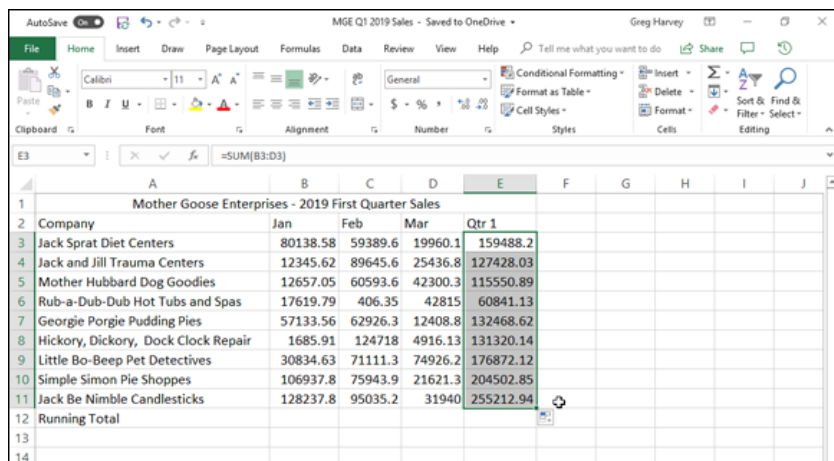 AutoSave On MGE Q1 2019 Sales - Saved to OneDrive Greg Harvey
File Home Insert Draw Page Layout Formulas Data Review View Help Tell me what you want to do Share
Paste Calibri 11 A A General Conditional Formatting Insert Σ
B I U A $ % , Format as Table Delete Sort & Find &
Cell Styles Format Filter Select
Clipboard Font Alignment Number Styles Cells Editing
E3 fx =SUM(B3:D3)
A B C D E F G H I J
1 Mother Goose Enterprises - 2019 First Quarter Sales
2 Company Jan Feb Mar Qtr 1
3 Jack Sprat Diet Centers 80138.58 59389.6 19960.1 159488.2
4 Jack and Jill Trauma Centers 12345.62 89645.6 25436.8 127428.03
5 Mother Hubbard Dog Goodies 12657.05 60593.6 42300.3 115550.89
6 Rub-a-Dub-Dub Hot Tubs and Spas 17619.79 406.35 42815 60841.13
7 Georgie Porgie Pudding Pies 57133.56 62926.3 12408.8 132468.62
8 Hickory, Dickory, Dock Clock Repair 1685.91 124718 4916.13 131320.14
9 Little Bo-Beep Pet Detectives 30834.63 71111.3 74926.2 176872.12
10 Simple Simon Pie Shoppes 106937.8 75943.9 21621.3 204502.85
11 Jack Be Nimble Candlesticks 128237.8 95035.2 31940 255212.94
12 Running Total
13
14